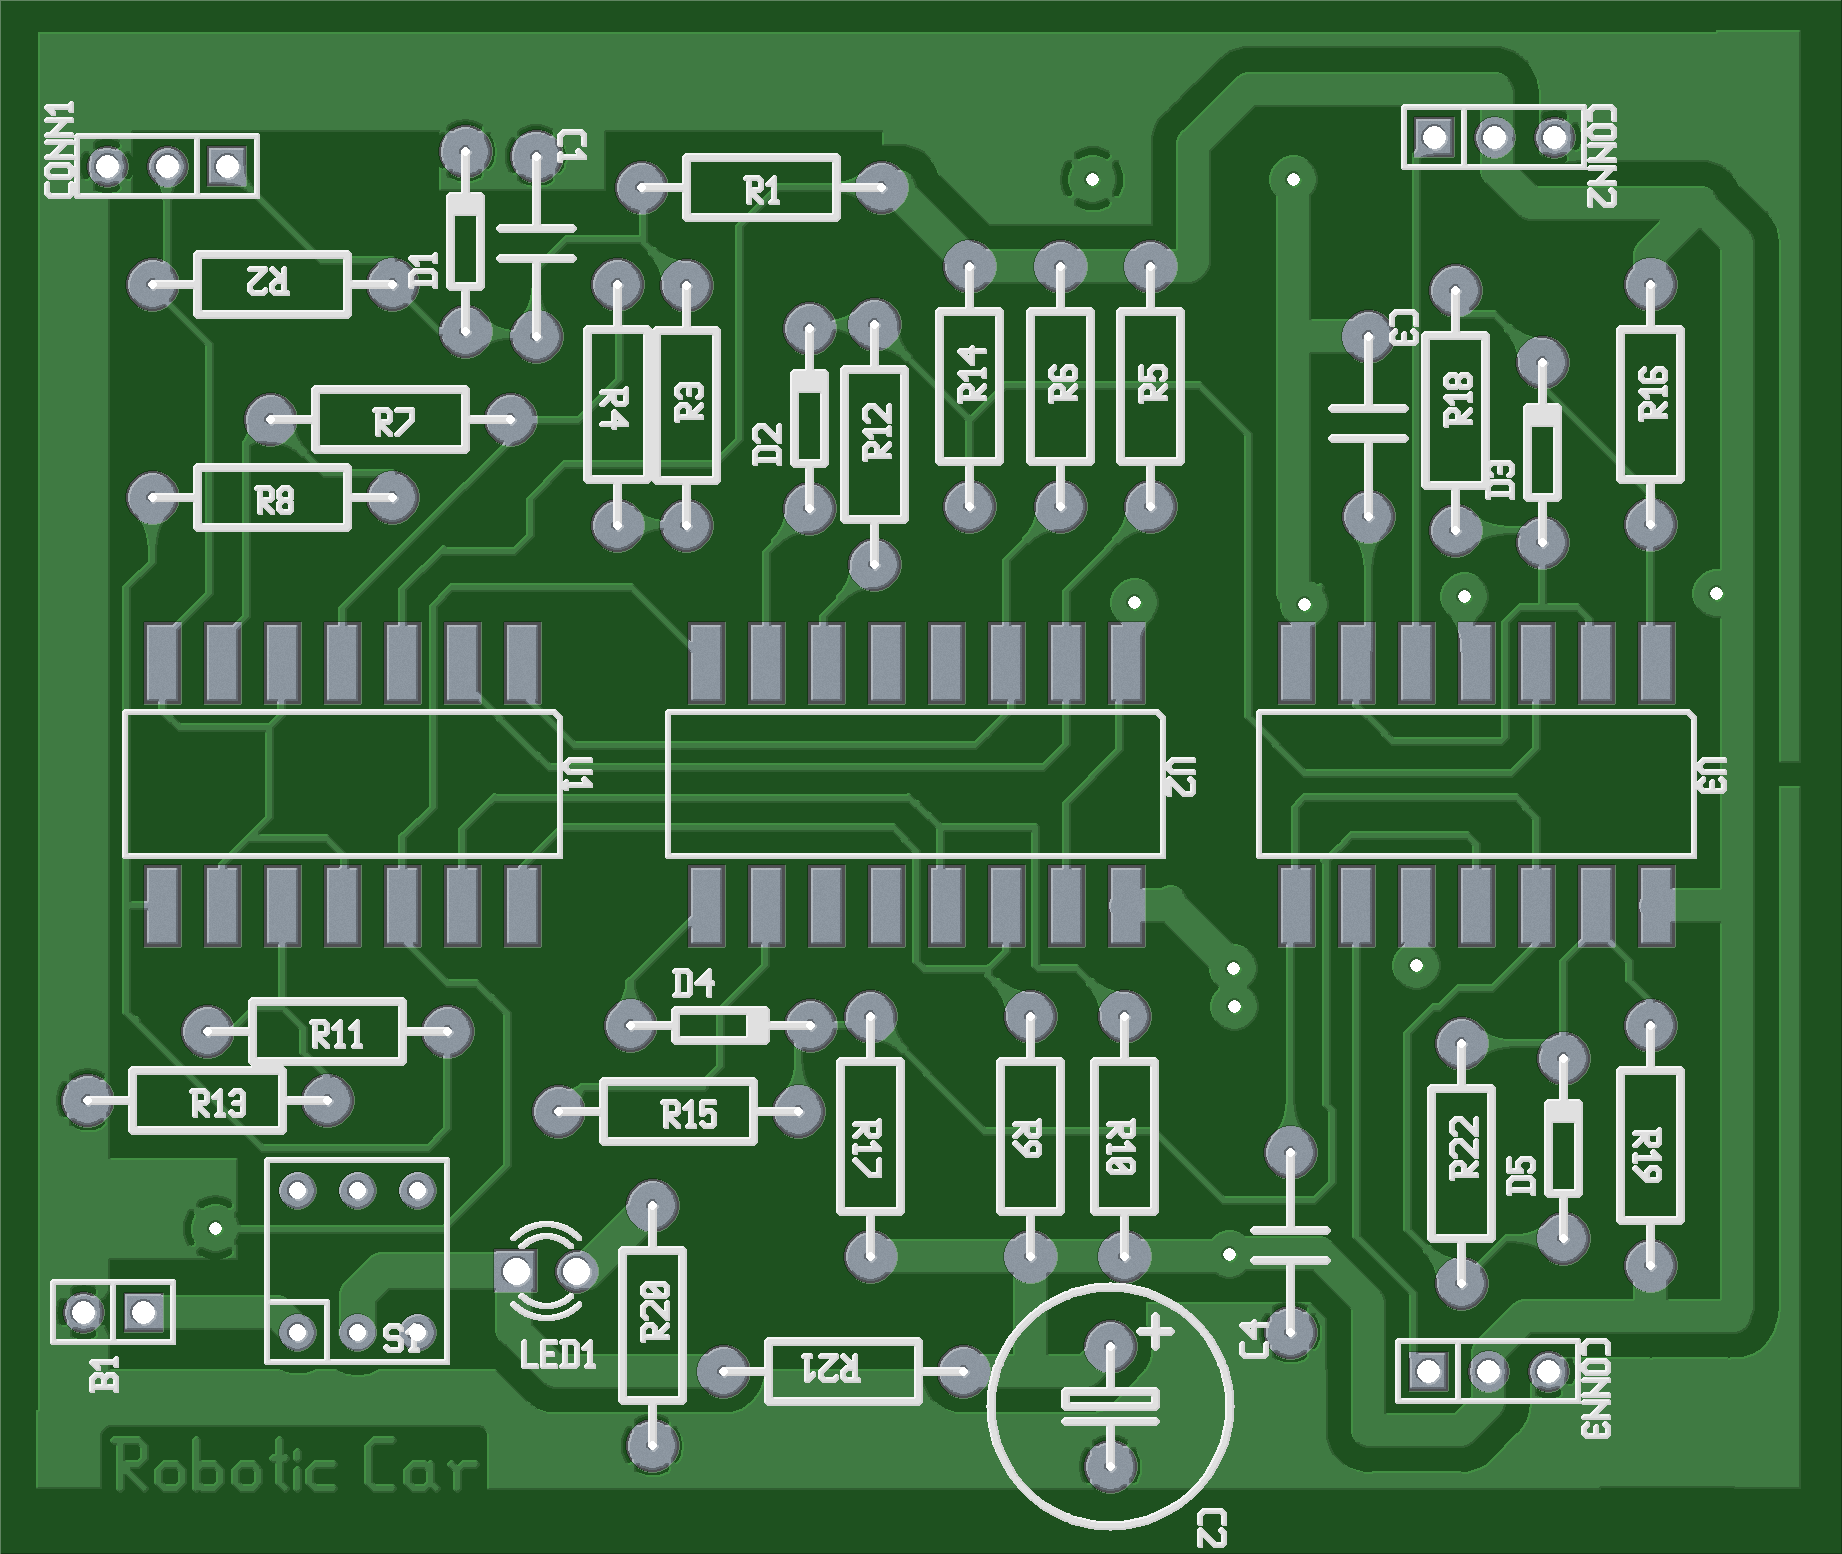 CONN1
C1
CONN2
R1
R2
D1
C3
R14
R6
R5
R18
R16
R4
R3
R7
D2
R12
D3
R8
U1
U2
U3
D4
R11
R13
R15
R17
R9
R10
R22
D5
R19
S1
LED1
R20
R21
B1
C4
CONN3
Robotic Car
C2